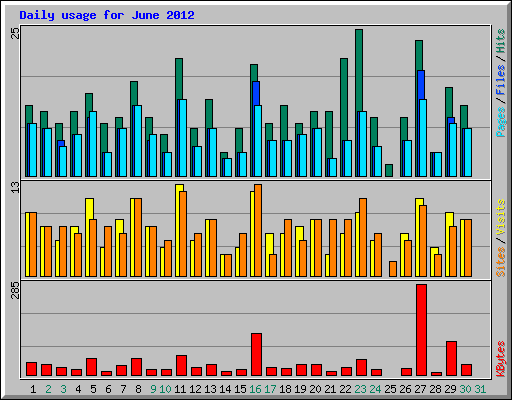 Daily usage for June 2012
25
13
285
Pages / Files / Hits
Sites / Visits
KBytes
1 2 3 4 5 6 7 8 9 10 11 12 13 14 15 16 17 18 19 20 21 22 23 24 25 26 27 28 29 30 31